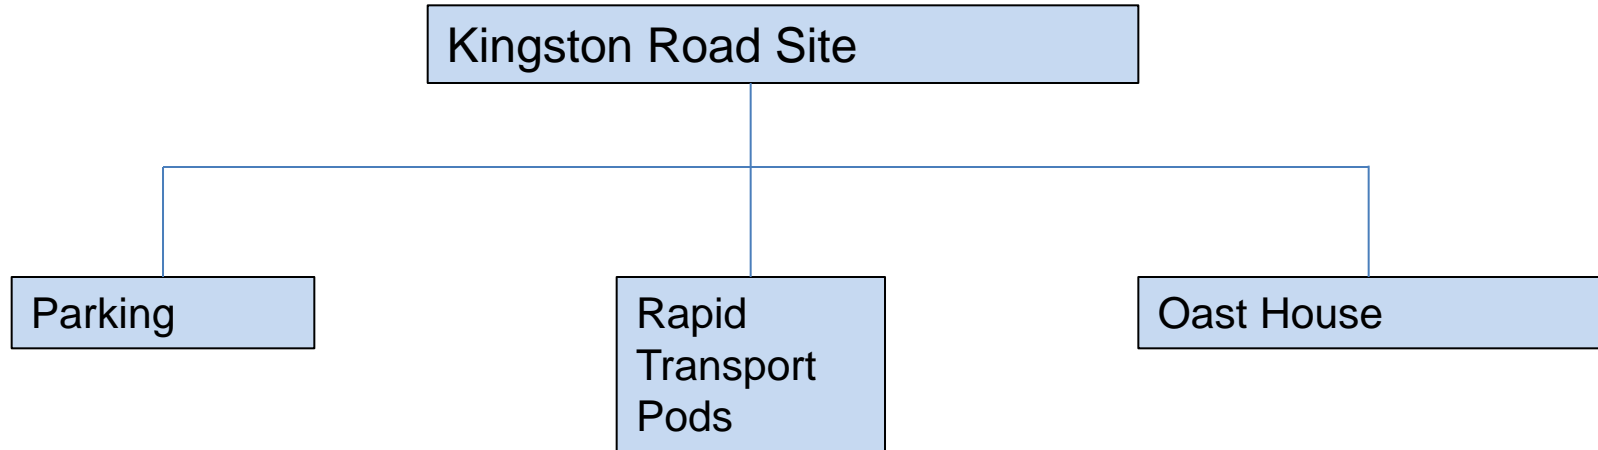 Kingston Road Site
Parking
Rapid
Transport
Pods
Oast House